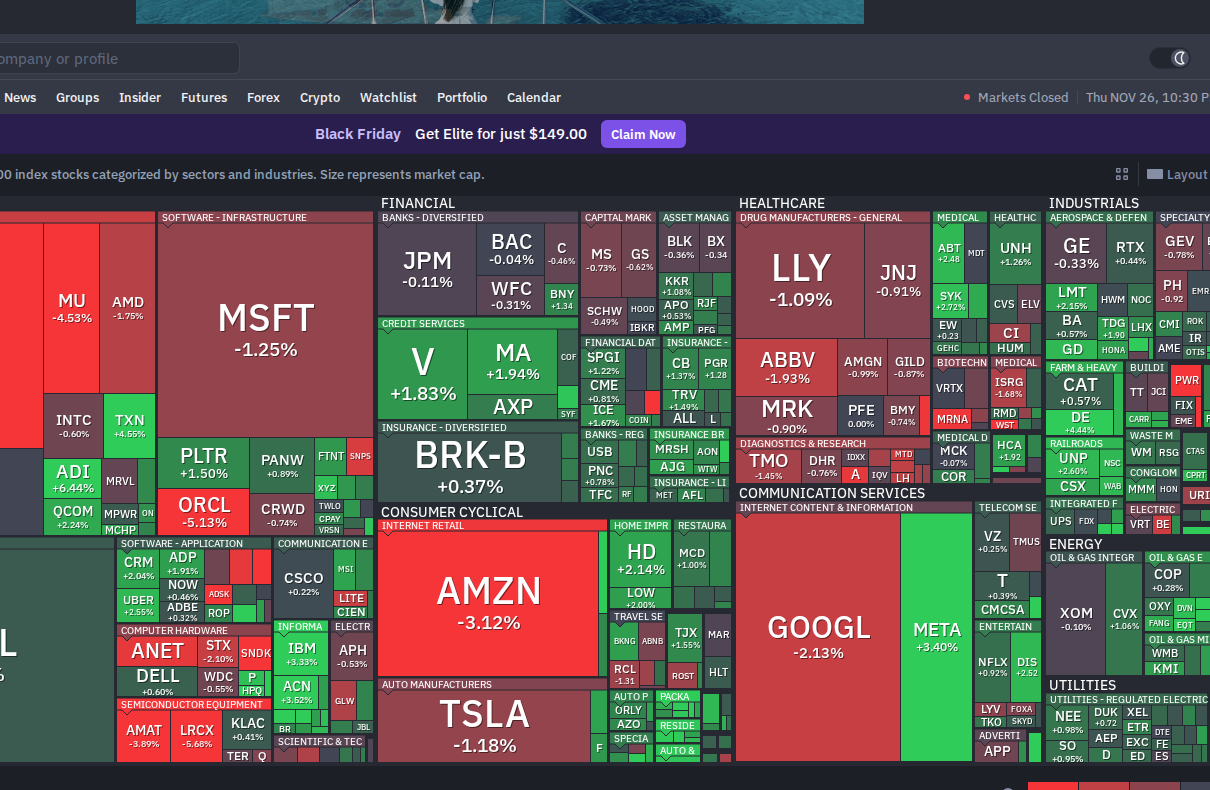 ompany or profile
News Groups Insider Futures Forex Crypto Watchlist Portfolio Calendar
Markets Closed Thu NOV 26, 10:30 P
Black Friday Get Elite for just $149.00 Claim Now
00 index stocks categorized by sectors and industries. Size represents market cap.
Layout
SOFTWARE - INFRASTRUCTURE
MU
-4.53%
AMD
-1.75%
MSFT
-1.25%
INTC
-0.60%
TXN
+4.55%
ADI
+6.44%
MRVL
QCOM
+2.24%
MPWR
ON
MCHP
PLTR
+1.50%
PANW
+0.89%
FTNT
SNPS
XYZ
ORCL
-5.13%
CRWD
-0.74%
TWLO
CPAY
VRSN
SOFTWARE - APPLICATION
CRM
+2.04%
ADP
+1.91%
NOW
+0.46%
UBER
+2.55%
ADBE
+0.32%
ADSK
ROP
COMMUNICATION E
CSCO
+0.22%
MSI
LITE
CIEN
COMPUTER HARDWARE
ANET
STX
-2.10%
SNDK
DELL
+0.60%
WDC
-0.55%
P
HPQ
INFORMA
IBM
+3.33%
ACN
+3.52%
BR
ELECTR
APH
-0.53%
GLW
JBL
SEMICONDUCTOR EQUIPMENT
AMAT
-3.89%
LRCX
-5.68%
KLAC
+0.41%
TER
Q
SCIENTIFIC & TEC
L
%
FINANCIAL
BANKS - DIVERSIFIED
JPM
-0.11%
BAC
-0.04%
C
-0.46%
WFC
-0.31%
BNY
+1.34
CAPITAL MARK
MS
-0.73%
GS
-0.62%
SCHW
-0.49%
HOOD
IBKR
ASSET MANAG
BLK
-0.36%
BX
-0.34
KKR
+1.08%
APO
+0.53%
RJF
AMP
PFG
CREDIT SERVICES
V
+1.83%
MA
+1.94%
COF
AXP
SYF
FINANCIAL DAT
SPGI
+1.22%
CME
+0.81%
ICE
+1.67%
COIN
INSURANCE -
CB
+1.37%
PGR
+1.28
TRV
+1.49%
ALL
L
INSURANCE - DIVERSIFIED
BRK-B
+0.37%
BANKS - REG
USB
PNC
+0.78%
TFC
RF
INSURANCE BR
MRSH
AON
AJG
WTW
INSURANCE - LI
MET
AFL
CONSUMER CYCLICAL
INTERNET RETAIL
AMZN
-3.12%
HOME IMPR
HD
+2.14%
LOW
+2.00%
RESTAURA
MCD
+1.00%
TRAVEL SE
BKNG
ABNB
RCL
-1.31
TJX
+1.55%
ROST
MAR
HLT
AUTO MANUFACTURERS
TSLA
-1.18%
F
AUTO P
ORLY
AZO
SPECIA
PACKA
RESIDE
AUTO &
HEALTHCARE
DRUG MANUFACTURERS - GENERAL
LLY
-1.09%
JNJ
-0.91%
ABBV
-1.93%
AMGN
-0.99%
GILD
-0.87%
MRK
-0.90%
PFE
0.00%
BMY
-0.74%
MEDICAL
ABT
+2.48
MDT
SYK
+2.72%
EW
+0.23
GEHC
HEALTHC
UNH
+1.26%
CVS
ELV
CI
HUM
BIOTECHN
VRTX
MRNA
MEDICAL
ISRG
-1.68%
RMD
WST
DIAGNOSTICS & RESEARCH
TMO
-1.45%
DHR
-0.76%
IDXX
A
IQV
MTD
LH
MEDICAL D
MCK
-0.07%
COR
HCA
+1.92
COMMUNICATION SERVICES
INTERNET CONTENT & INFORMATION
GOOGL
-2.13%
META
+3.40%
TELECOM SE
VZ
+0.25%
TMUS
T
+0.39%
CMCSA
ENTERTAIN
NFLX
+0.92%
DIS
+2.52
LYV
FOXA
TKO
SKYD
ADVERTI
APP
INDUSTRIALS
AEROSPACE & DEFEN
GE
-0.33%
RTX
+0.44%
LMT
+2.15%
HWM
NOC
BA
+0.57%
TDG
+1.90
LHX
GD
HONA
SPECIALTY
GEV
-0.78%
PH
-0.92
EMR
CMI
ROK
AME
IR
OTIS
FARM & HEAVY
CAT
+0.57%
DE
+4.44%
BUILDI
TT
JCI
CARR
PWR
FIX
EME
RAILROADS
UNP
+2.60%
NSC
CSX
WAB
WASTE M
WM
RSG
CTAS
CONGLOM
MMM
HON
CPRT
URI
INTEGRATED F
UPS
FDX
ELECTRIC
VRT
BE
ENERGY
OIL & GAS INTEGR
XOM
-0.10%
CVX
+1.06%
OIL & GAS E
COP
+0.28%
OXY
DVN
FANG
EQT
OIL & GAS MI
WMB
KMI
UTILITIES
UTILITIES - REGULATED ELECTRIC
NEE
+0.98%
DUK
+0.72
XEL
ETR
SO
+0.95%
AEP
EXC
DTE
FE
D
ED
ES